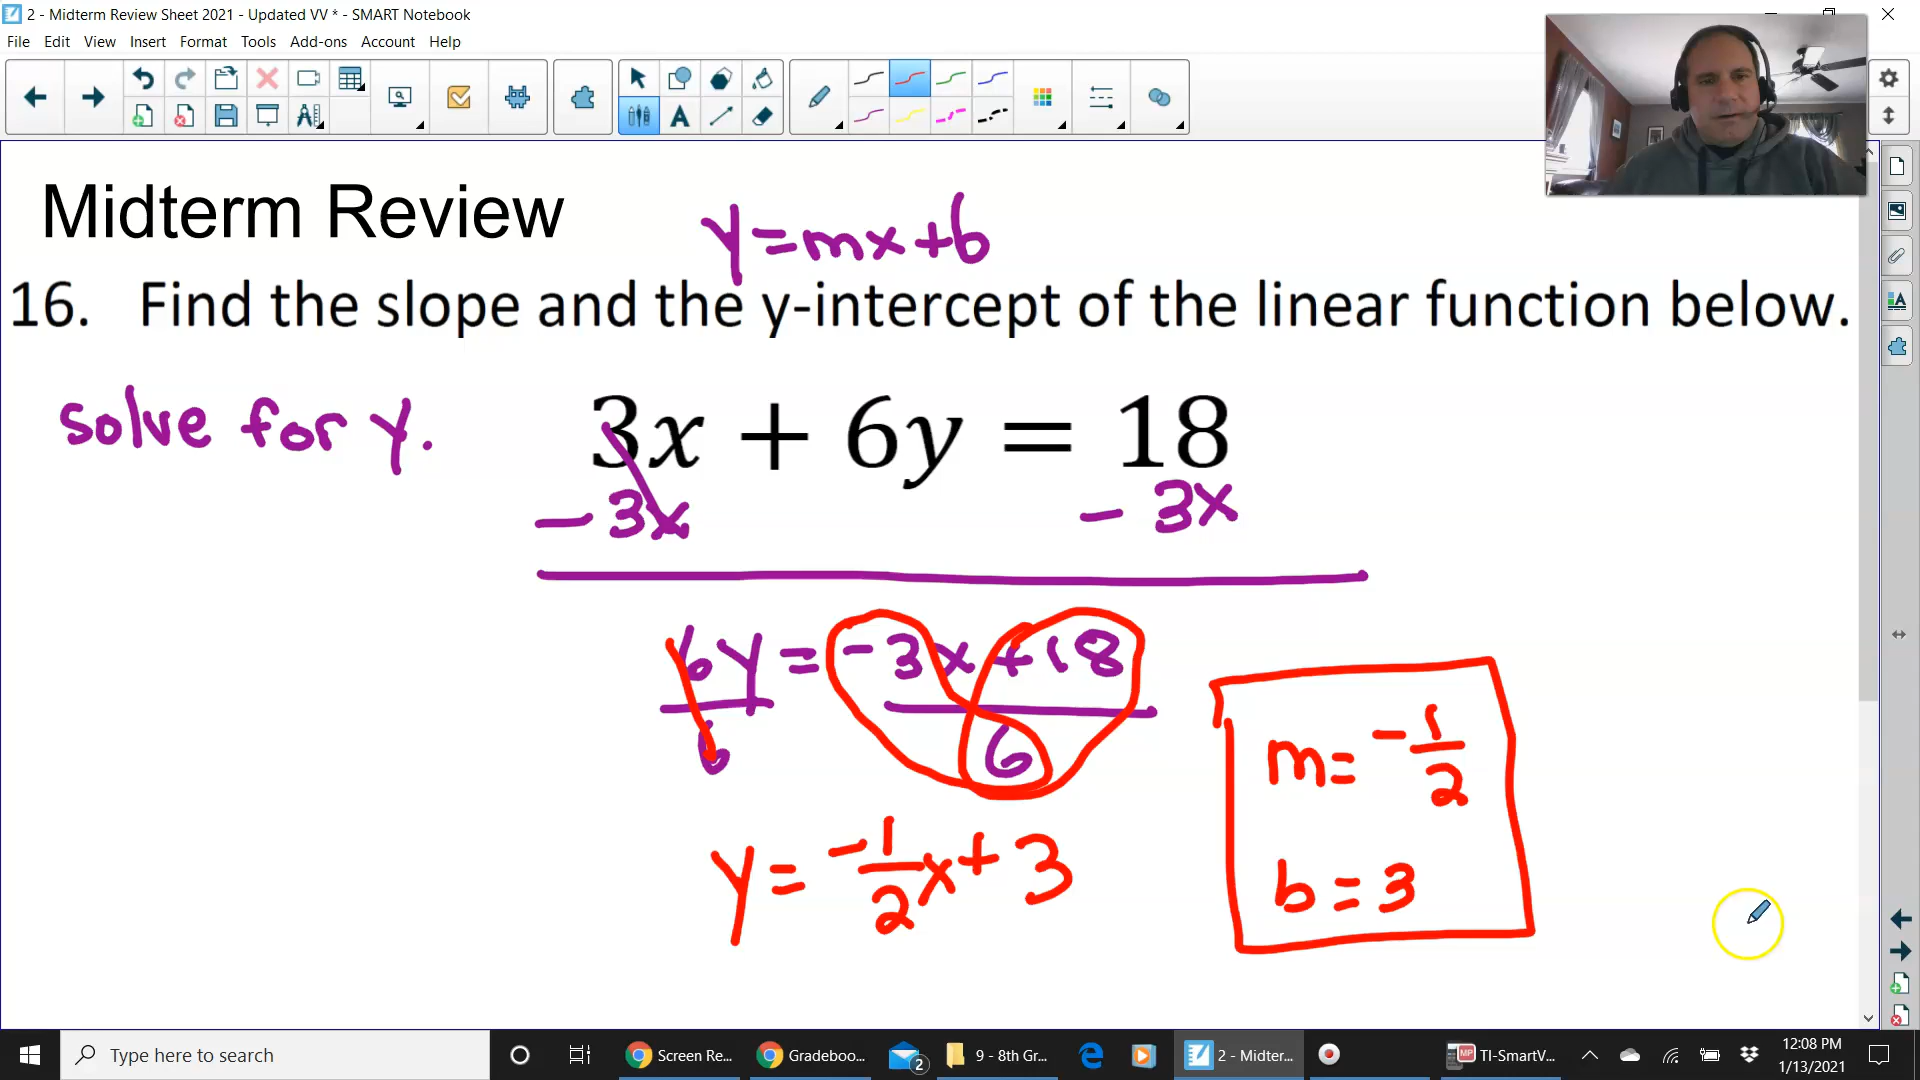 2 - Midterm Review Sheet 2021 - Updated VV * - SMART Notebook
File Edit View Insert Format Tools Add-ons Account Help
Midterm Review
y=mx+b
16. Find the slope and the y-intercept of the linear function below.
solve for y.
3x + 6y = 18
- 3x - 3x
6y = -3x+18
6 6
y = -1/2x+3
m= -1/2
b=3
Type here to search
Screen Re...
Gradeboo...
2
9 - 8th Gr...
2 - Midter...
TI-SmartV...
12:08 PM
1/13/2021